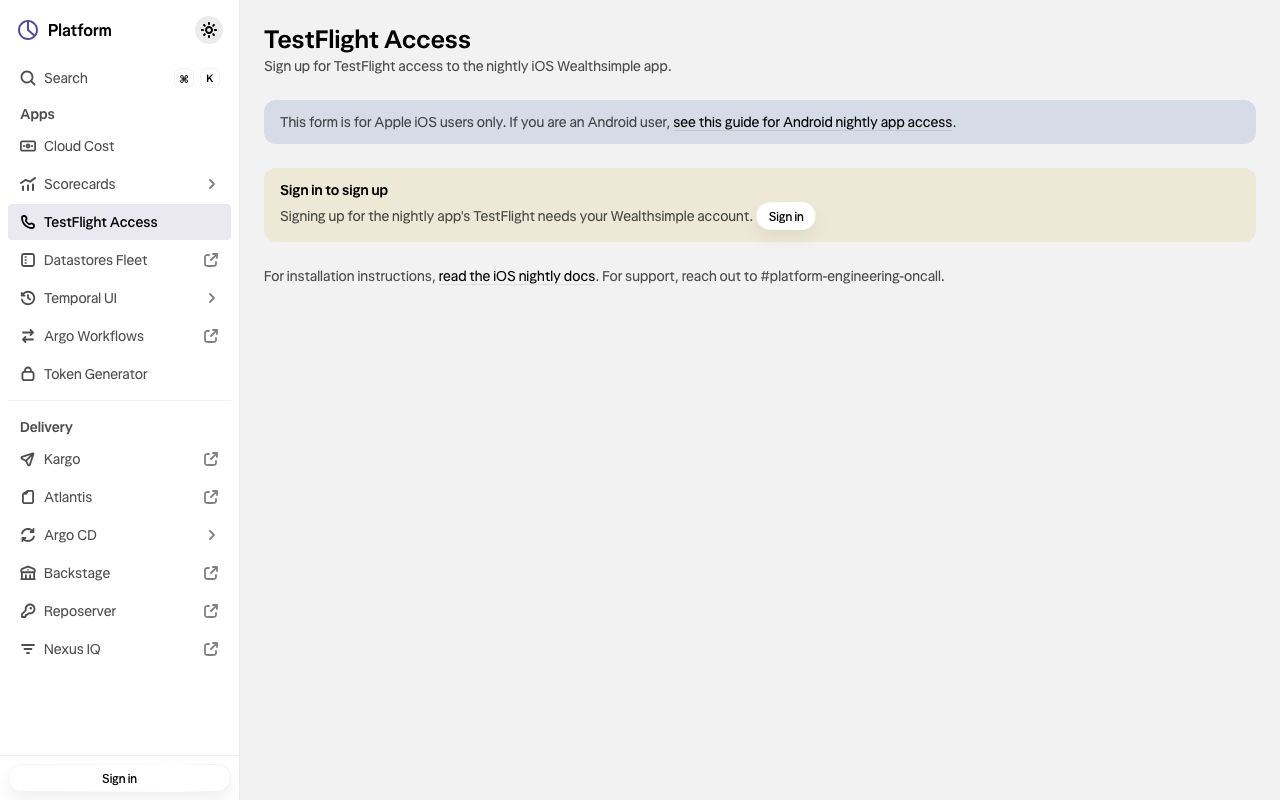 Platform
Search ⌘ K
Apps
Cloud Cost
Scorecards
TestFlight Access
Datastores Fleet
Temporal UI
Argo Workflows
Token Generator
Delivery
Kargo
Atlantis
Argo CD
Backstage
Reposerver
Nexus IQ
Sign in
TestFlight Access
Sign up for TestFlight access to the nightly iOS Wealthsimple app.
This form is for Apple iOS users only. If you are an Android user, see this guide for Android nightly app access.
Sign in to sign up
Signing up for the nightly app's TestFlight needs your Wealthsimple account. Sign in
For installation instructions, read the iOS nightly docs. For support, reach out to #platform-engineering-oncall.